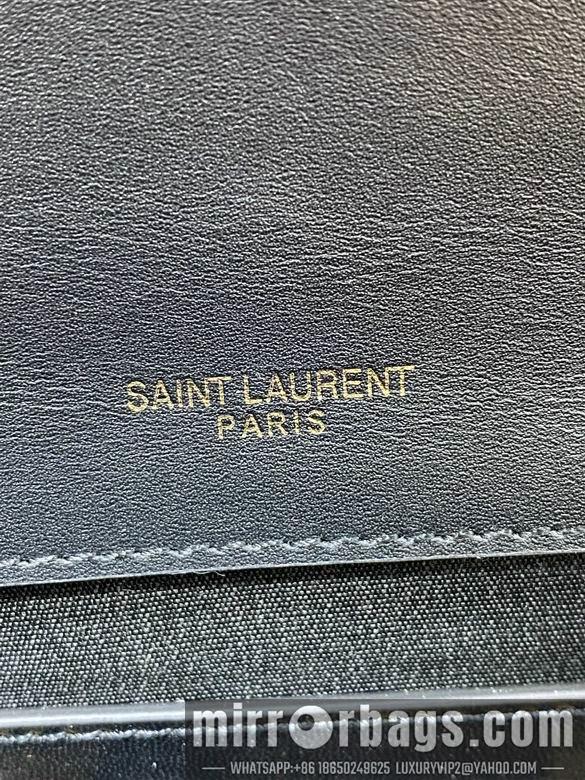 SAINT LAURENT
PARIS
mirrorbags.com
WHATSAPP:+86 18650249625 LUXURYVIP2@YAHOO.COM